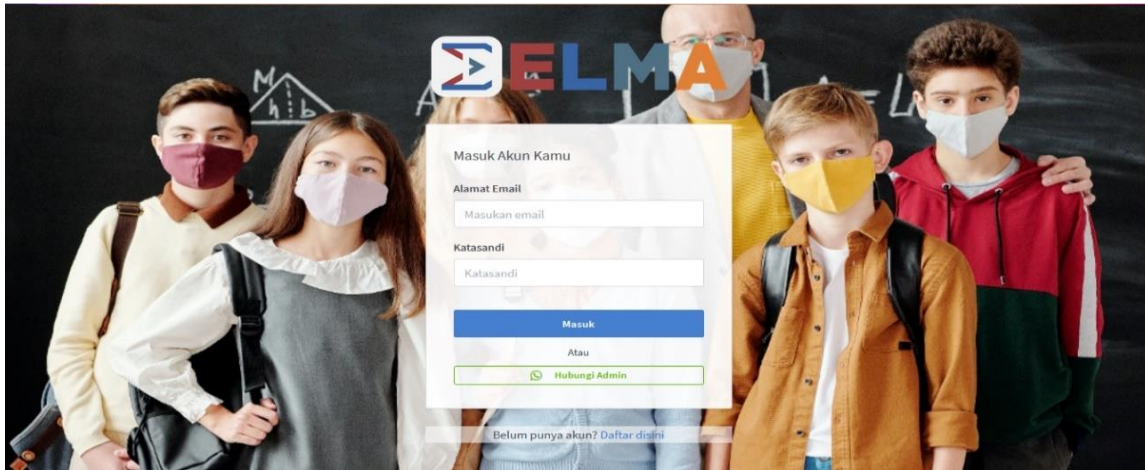 ELMA
M
h b
A
Masuk Akun Kamu
Alamat Email
Masukan email
Katasandi
Katasandi
Masuk
Atau
Hubungi Admin
Belum punya akun? Daftar disini